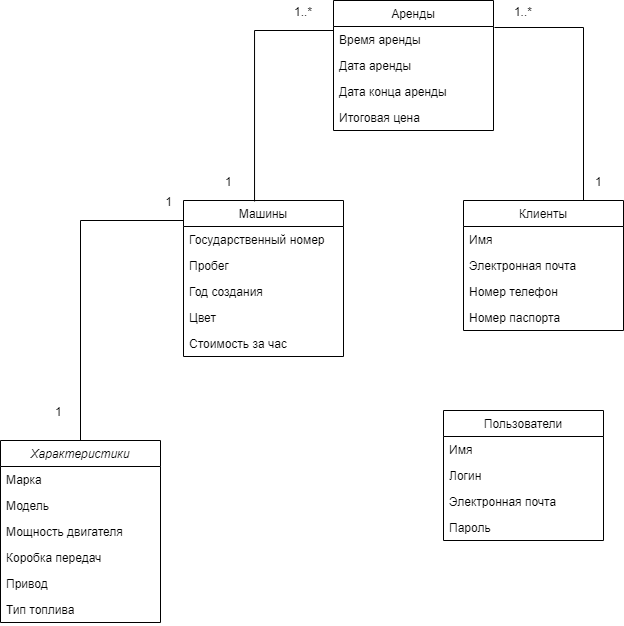 1..*
Аренды
1..*
Время аренды
Дата аренды
Дата конца аренды
Итоговая цена
1
1
1
Машины
Государственный номер
Пробег
Год создания
Цвет
Стоимость за час
Клиенты
Имя
Электронная почта
Номер телефон
Номер паспорта
1
Характеристики
Марка
Модель
Мощность двигателя
Коробка передач
Привод
Тип топлива
Пользователи
Имя
Логин
Электронная почта
Пароль